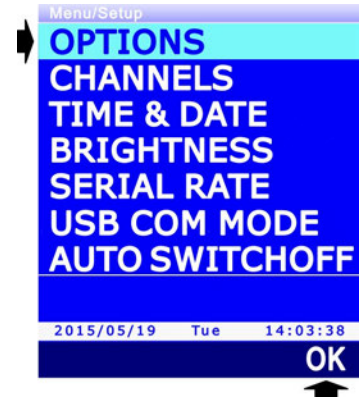 Menu/Setup
OPTIONS
CHANNELS
TIME & DATE
BRIGHTNESS
SERIAL RATE
USB COM MODE
AUTO SWITCHOFF
2015/05/19 Tue 14:03:38
OK